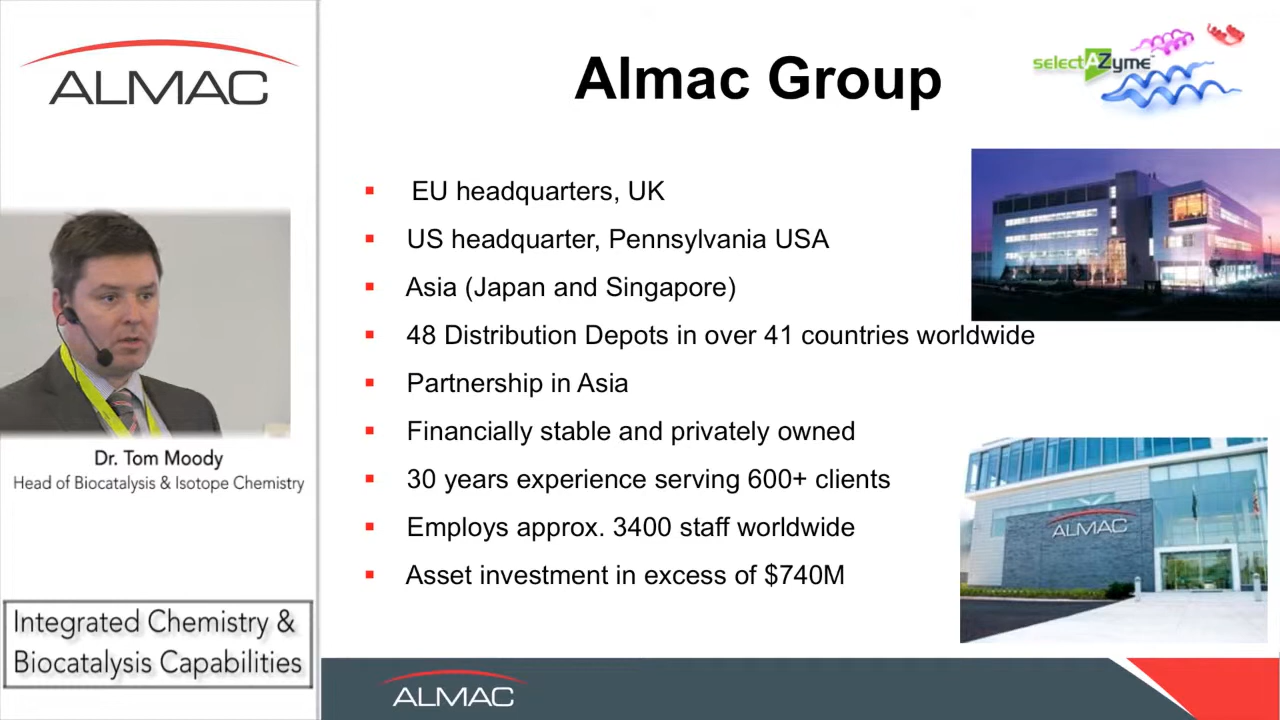 ALMAC
Dr. Tom Moody
Head of Biocatalysis & Isotope Chemistry
Integrated Chemistry &
Biocatalysis Capabilities
Almac Group
selectAZyme™
EU headquarters, UK
US headquarter, Pennsylvania USA
Asia (Japan and Singapore)
48 Distribution Depots in over 41 countries worldwide
Partnership in Asia
Financially stable and privately owned
30 years experience serving 600+ clients
Employs approx. 3400 staff worldwide
Asset investment in excess of $740M
ALMAC
ALMAC